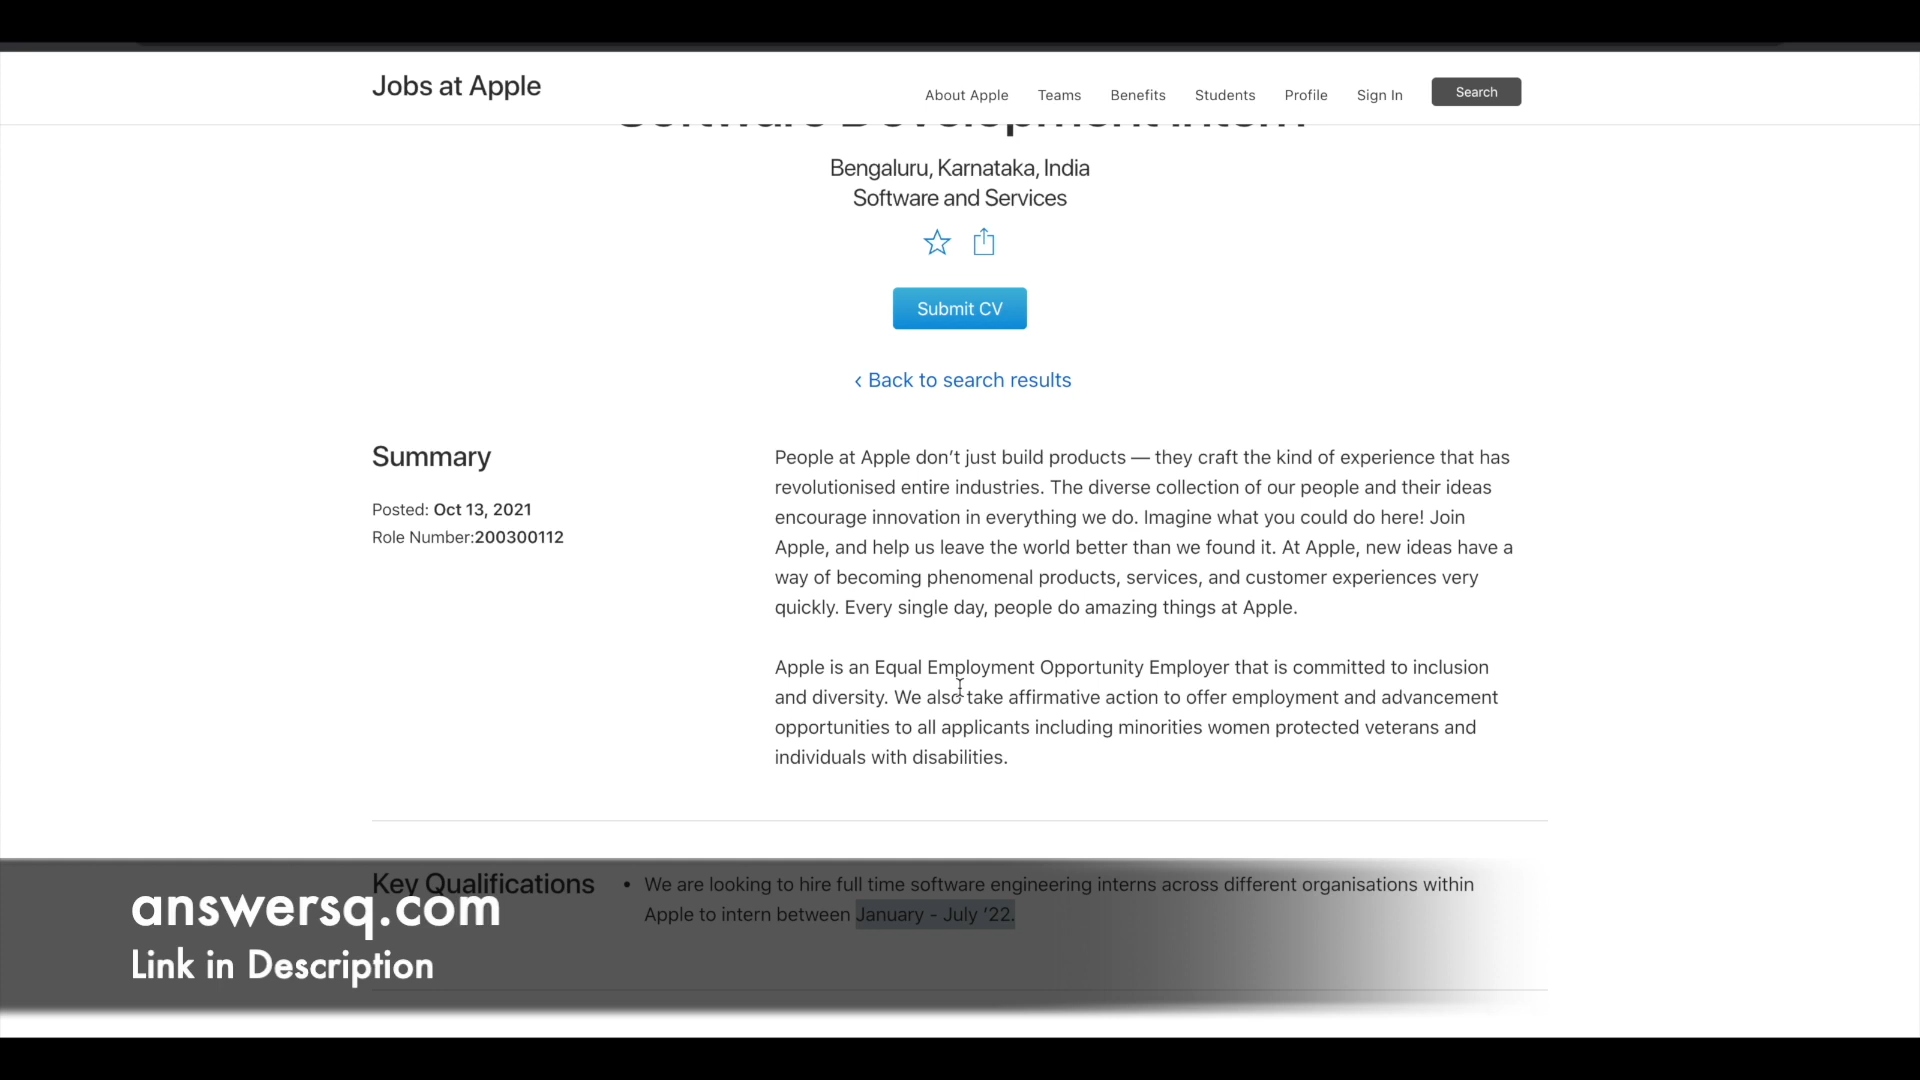 Jobs at Apple
About Apple Teams Benefits Students Profile Sign In Search
Software Development Intern
Bengaluru, Karnataka, India
Software and Services
Submit CV
‹ Back to search results
Summary
Posted: Oct 13, 2021
Role Number:200300112
People at Apple don’t just build products — they craft the kind of experience that has
revolutionised entire industries. The diverse collection of our people and their ideas
encourage innovation in everything we do. Imagine what you could do here! Join
Apple, and help us leave the world better than we found it. At Apple, new ideas have a
way of becoming phenomenal products, services, and customer experiences very
quickly. Every single day, people do amazing things at Apple.
Apple is an Equal Employment Opportunity Employer that is committed to inclusion
and diversity. We also take affirmative action to offer employment and advancement
opportunities to all applicants including minorities women protected veterans and
individuals with disabilities.
Key Qualifications
• We are looking to hire full time software engineering interns across different organisations within
Apple to intern between January - July ’22.
answersq.com
Link in Description